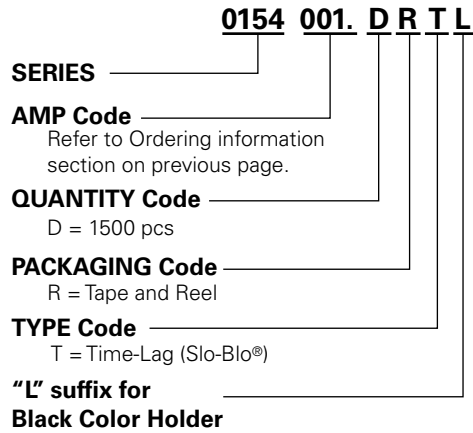 0154 001. D R T L
SERIES
AMP Code
Refer to Ordering information
section on previous page.
QUANTITY Code
D = 1500 pcs
PACKAGING Code
R = Tape and Reel
TYPE Code
T = Time-Lag (Slo-Blo®)
“L” suffix for
Black Color Holder